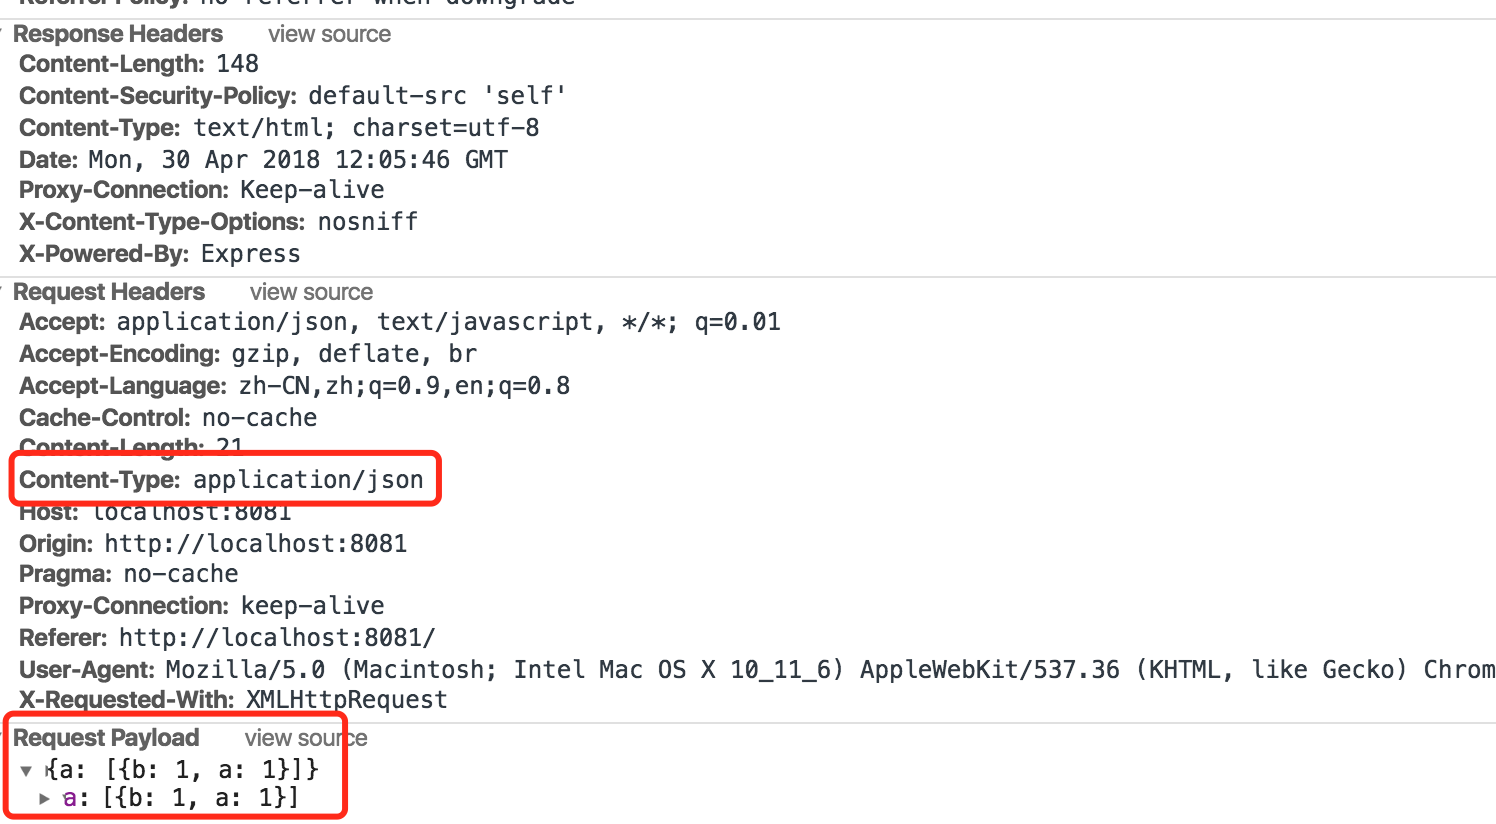 Referrer-Policy: no-referrer-when-downgrade
Response Headers view source
Content-Length: 148
Content-Security-Policy: default-src 'self'
Content-Type: text/html; charset=utf-8
Date: Mon, 30 Apr 2018 12:05:46 GMT
Proxy-Connection: Keep-alive
X-Content-Type-Options: nosniff
X-Powered-By: Express
Request Headers view source
Accept: application/json, text/javascript, */*; q=0.01
Accept-Encoding: gzip, deflate, br
Accept-Language: zh-CN,zh;q=0.9,en;q=0.8
Cache-Control: no-cache
Content-Length: 21
Content-Type: application/json
Host: localhost:8081
Origin: http://localhost:8081
Pragma: no-cache
Proxy-Connection: keep-alive
Referer: http://localhost:8081/
User-Agent: Mozilla/5.0 (Macintosh; Intel Mac OS X 10_11_6) AppleWebKit/537.36 (KHTML, like Gecko) Chrom
X-Requested-With: XMLHttpRequest
Request Payload view source
{a: [{b: 1, a: 1}]}
a: [{b: 1, a: 1}]